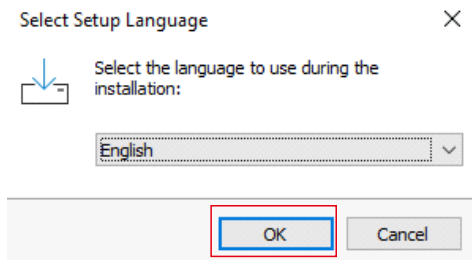 Select Setup Language
Select the language to use during the
installation:
English
OK
Cancel